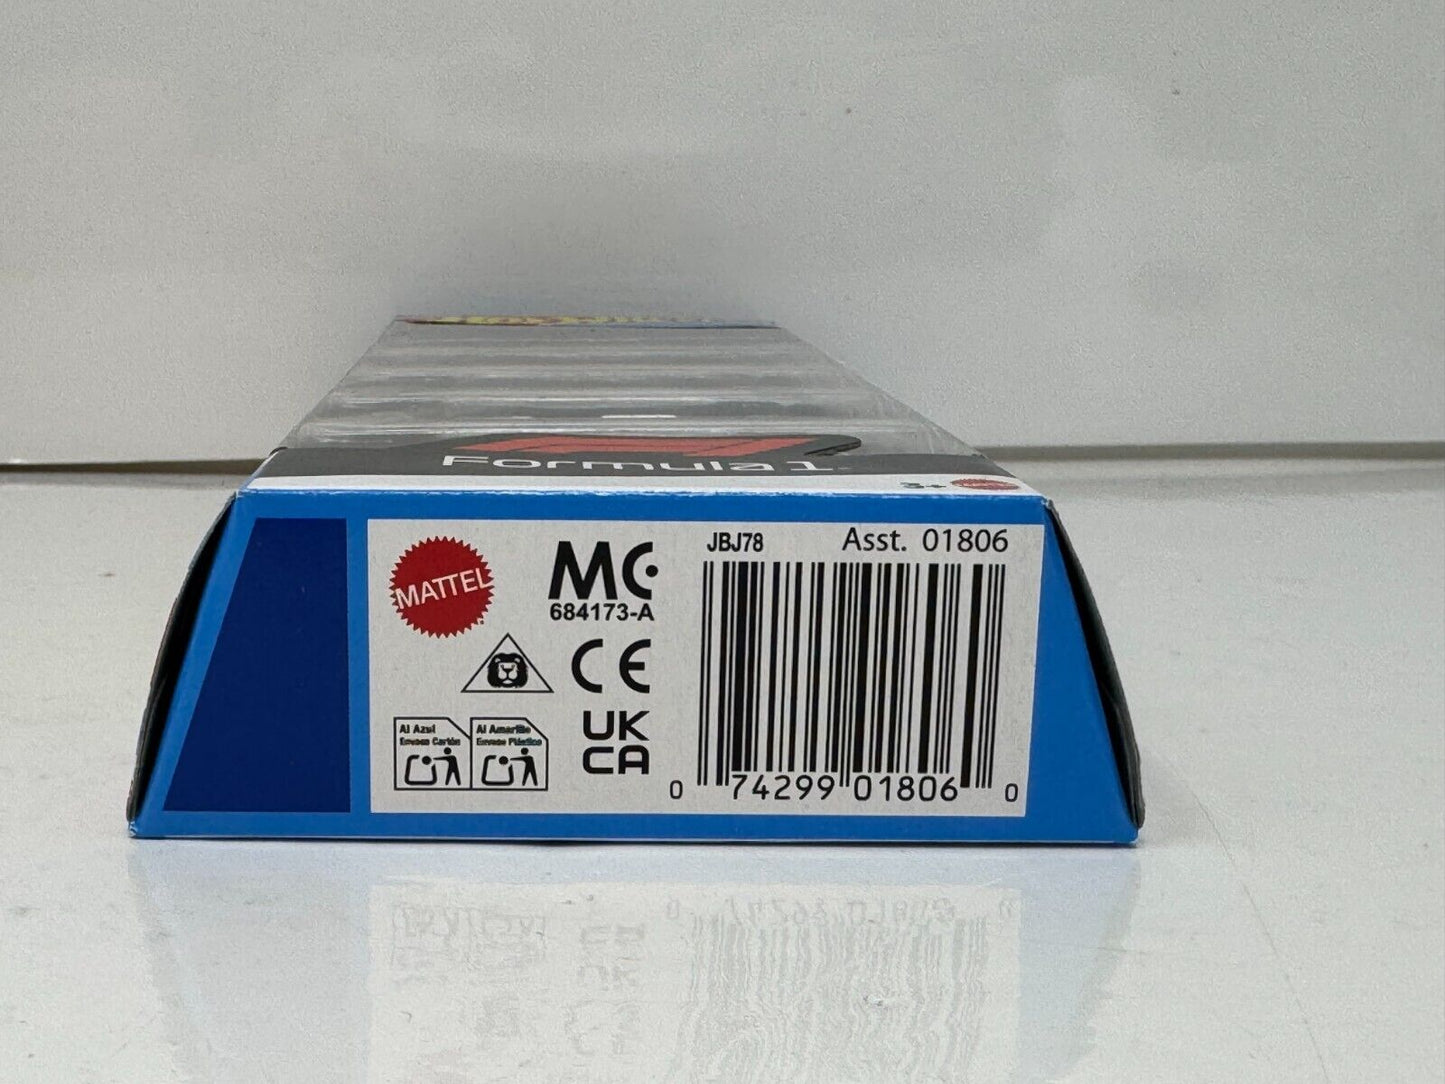 Formula 1
3+
MATTEL
MC
684173-A
CE
UK
CA
Al Azul
Envase Cartón
Al Amarillo
Envase Plástico
JBJ78
Asst. 01806
0 74299 01806 0